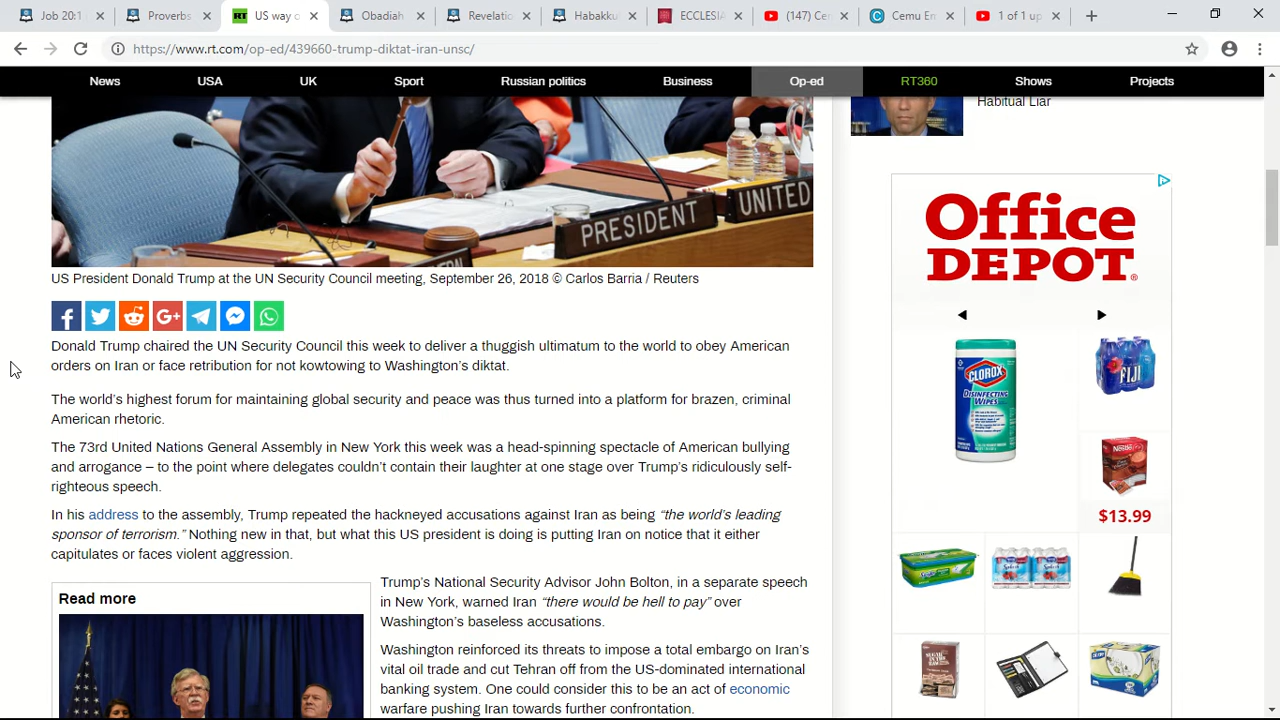 Job 20:1
Proverbs
RT US way o
Obadiah
Revelatio
Habakku
ECCLESIA
(147) Ce
Cemu En
1 of 1 up
https://www.rt.com/op-ed/439660-trump-diktat-iran-unsc/
News USA UK Sport Russian politics Business Op-ed RT360 Shows Projects
Habitual Liar
PRESIDENT UNITED
US President Donald Trump at the UN Security Council meeting, September 26, 2018 © Carlos Barria / Reuters
Donald Trump chaired the UN Security Council this week to deliver a thuggish ultimatum to the world to obey American
orders on Iran or face retribution for not kowtowing to Washington's diktat.
The world's highest forum for maintaining global security and peace was thus turned into a platform for brazen, criminal
American rhetoric.
The 73rd United Nations General Assembly in New York this week was a head-turning spectacle of American bullying
and arrogance – to the point where delegates couldn't contain their laughter at one stage over Trump's ridiculously self-
righteous speech.
In his address to the assembly, Trump repeated the hackneyed accusations against Iran as being “the world's leading
sponsor of terrorism.” Nothing new in that, but what this US president is doing is putting Iran on notice that it either
capitulates or faces violent aggression.
Read more
Trump's National Security Advisor John Bolton, in a separate speech
in New York, warned Iran “there would be hell to pay” over
Washington's baseless accusations.
Washington reinforced its threats to impose a total embargo on Iran's
vital oil trade and cut Tehran off from the US-dominated international
banking system. One could consider this to be an act of economic
warfare pushing Iran towards further confrontation.
Office
DEPOT
CLOROX
DISINFECTING
WIPES
FIJI
Nestle
$13.99